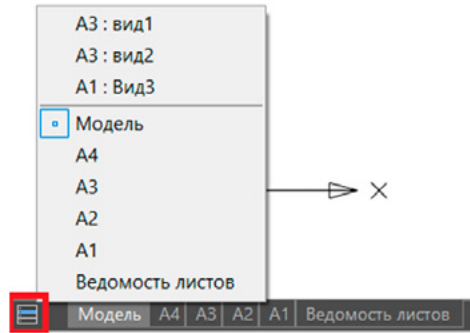 А3 : вид1
А3 : вид2
А1 : Вид3
Модель
А4
А3
А2
А1
Ведомость листов
Модель А4 А3 А2 А1 Ведомость листов